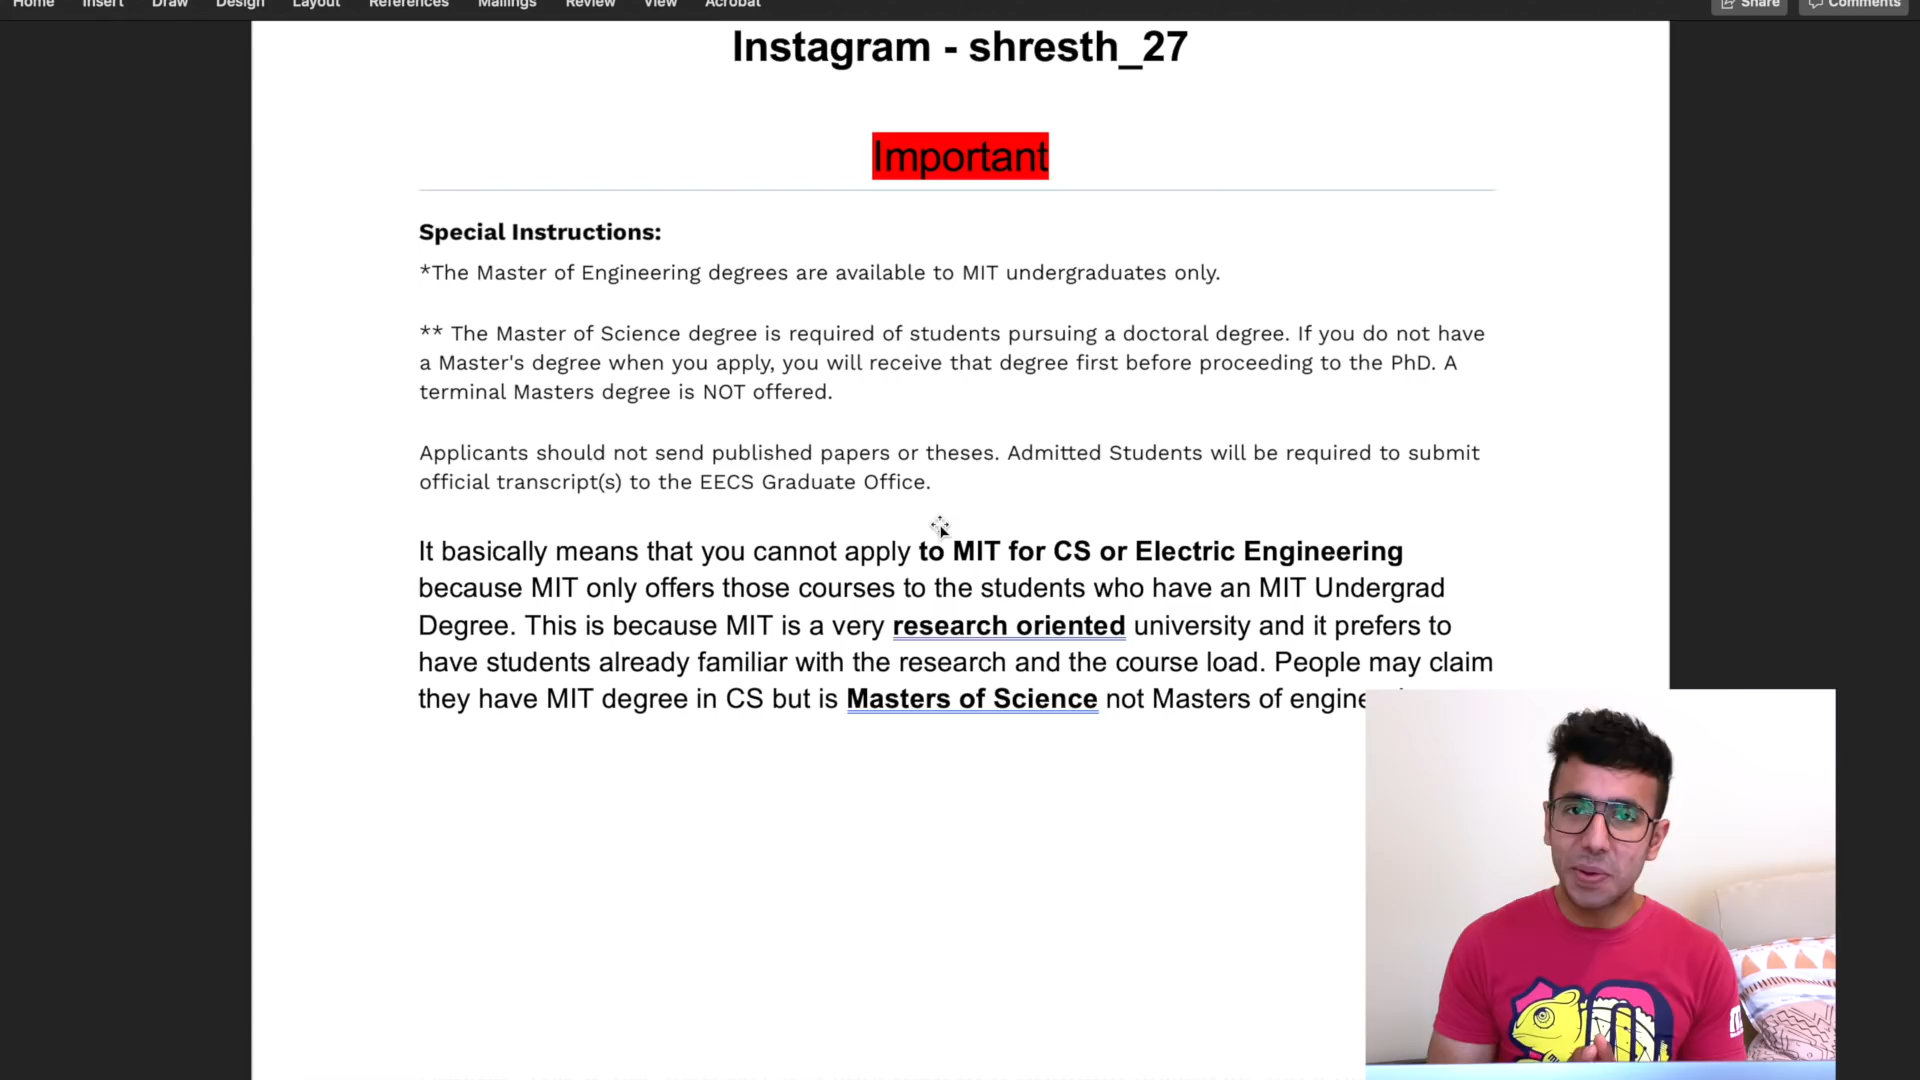 Home Insert Draw Design Layout References Mailings Review View Acrobat Share Comments
Instagram - shresth_27
Important
Special Instructions:
*The Master of Engineering degrees are available to MIT undergraduates only.
** The Master of Science degree is required of students pursuing a doctoral degree. If you do not have
a Master's degree when you apply, you will receive that degree first before proceeding to the PhD. A
terminal Masters degree is NOT offered.
Applicants should not send published papers or theses. Admitted Students will be required to submit
official transcript(s) to the EECS Graduate Office.
It basically means that you cannot apply to MIT for CS or Electric Engineering
because MIT only offers those courses to the students who have an MIT Undergrad
Degree. This is because MIT is a very research oriented university and it prefers to
have students already familiar with the research and the course load. People may claim
they have MIT degree in CS but is Masters of Science not Masters of